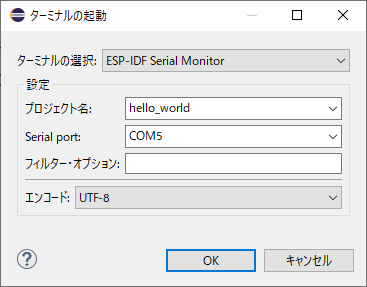 ターミナルの起動
ターミナルの選択: ESP-IDF Serial Monitor
設定
プロジェクト名: hello_world
Serial port: COM5
フィルター・オプション:
エンコード: UTF-8
OK キャンセル